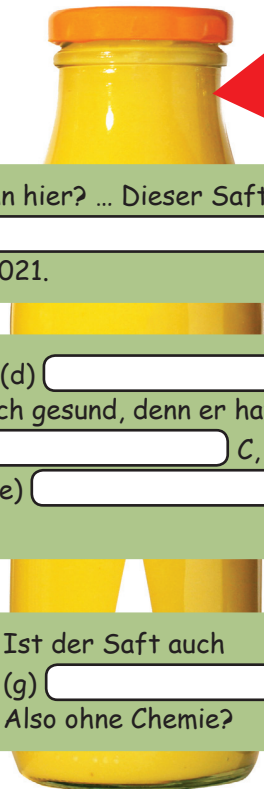 n hier? ... Dieser Saft
021.
(d)
ch gesund, denn er ha
C,
e)
Ist der Saft auch
(g)
Also ohne Chemie?